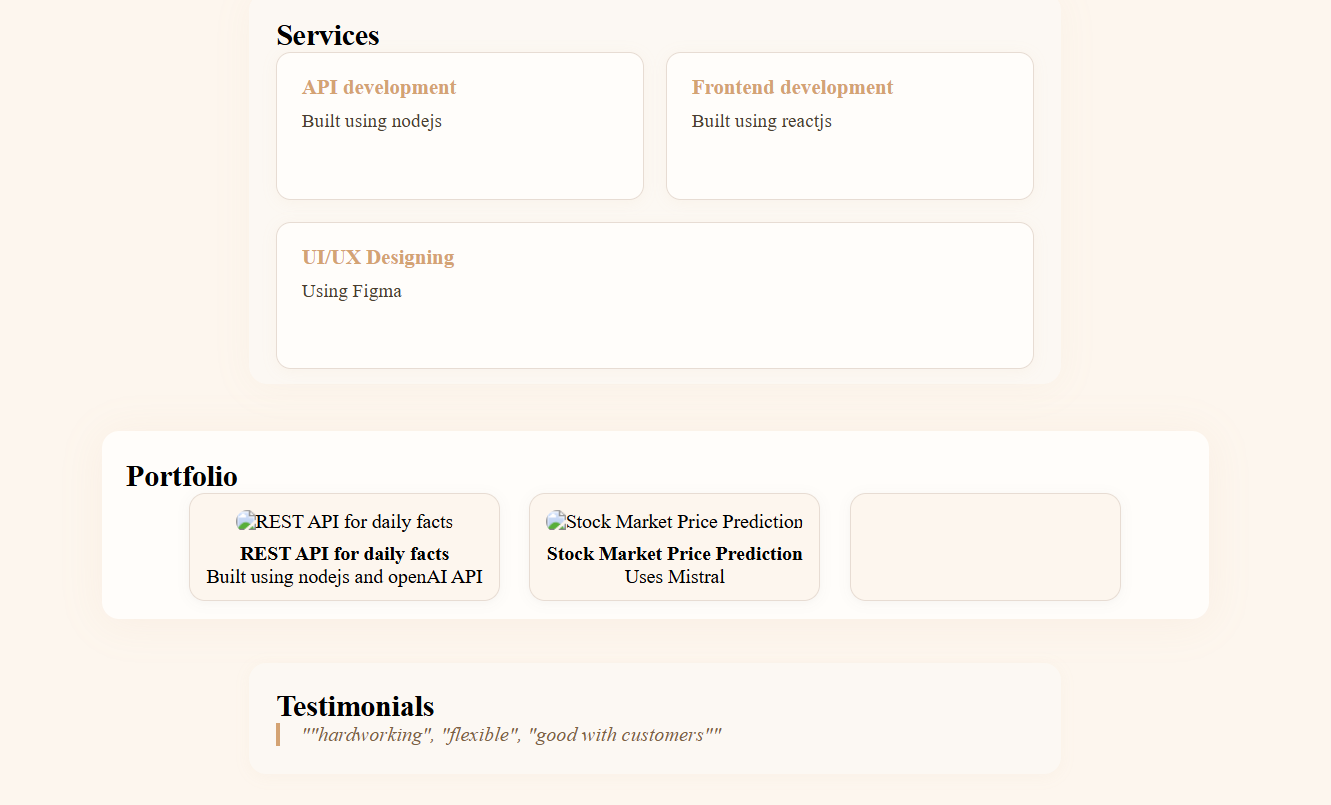 Services
API development
Built using nodejs
Frontend development
Built using reactjs
UI/UX Designing
Using Figma
Portfolio
REST API for daily facts
REST API for daily facts
Built using nodejs and openAI API
Stock Market Price Prediction
Stock Market Price Prediction
Uses Mistral
Testimonials
""hardworking", "flexible", "good with customers""